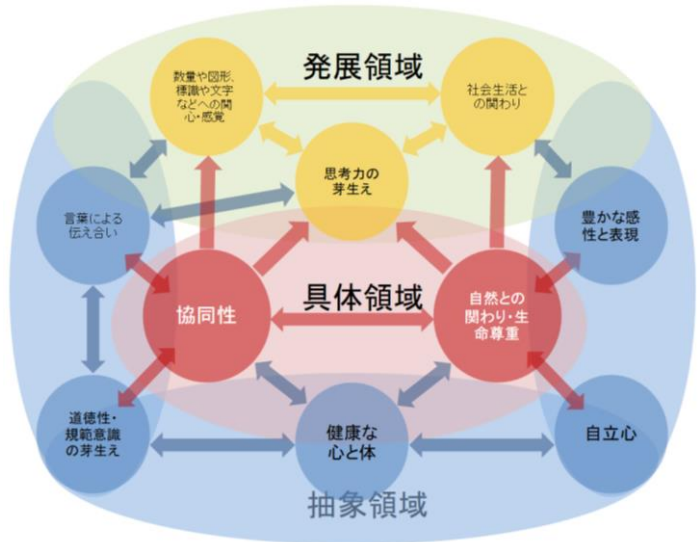 発展領域
数量や図形、
標識や文字
などへの関
心・感覚
社会生活と
の関わり
思考力の
芽生え
言葉による
伝え合い
豊かな感
性と表現
具体領域
協同性
自然との
関わり・生
命尊重
道徳性・
規範意識
の芽生え
健康な
心と体
自立心
抽象領域